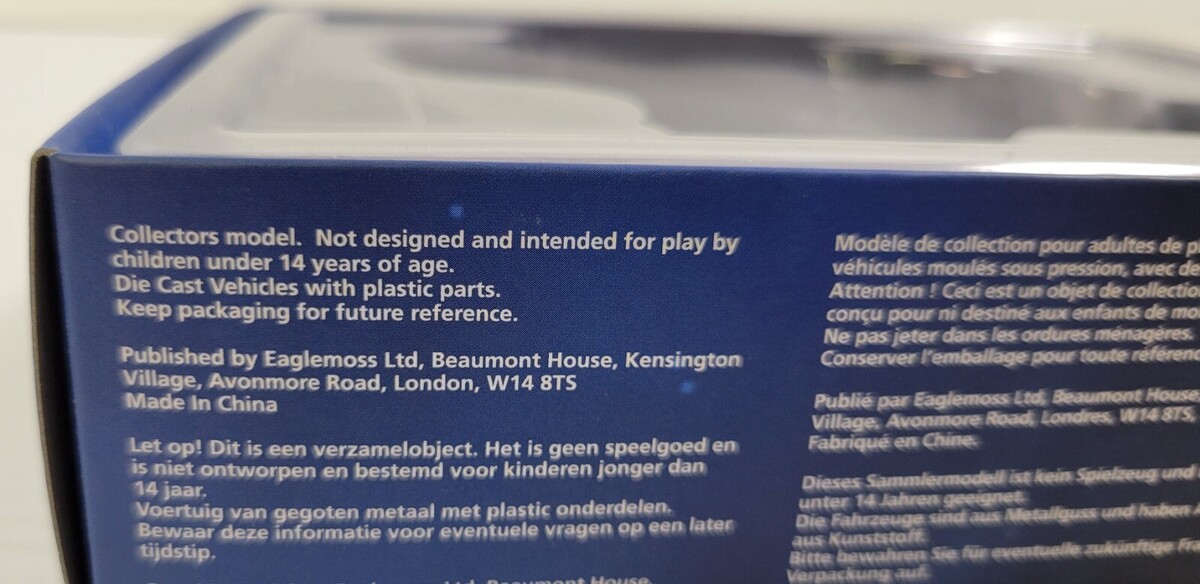 Collectors model. Not designed and intended for play by
children under 14 years of age.
Die Cast Vehicles with plastic parts.
Keep packaging for future reference.
Published by Eaglemoss Ltd, Beaumont House, Kensington
Village, Avonmore Road, London, W14 8TS
Made In China
Let op! Dit is een verzamelobject. Het is geen speelgoed en
is niet ontworpen en bestemd voor kinderen jonger dan
14 jaar.
Voertuig van gegoten metaal met plastic onderdelen.
Bewaar deze informatie voor eventuele vragen op een later
tijdstip.
Ltd, Beaumont House,
Modèle de collection pour adultes de
véhicules moulés sous pression, avec
Attention ! Ceci est un objet de
conçu pour ni destiné aux enfants de
Ne pas jeter dans les ordures ménagères.
Conserver l'emballage pour toute
Publié par Eaglemoss Ltd, Beaumont House
Village, Avonmore Road, Londres, W14 8TS.
Fabriqué en Chine.
Dieses Sammlermodell ist kein Spielzeug und
unter 14 Jahren geeignet.
Die Fahrzeuge sind aus Metallguss und haben
aus Kunststoff.
Bitte bewahren Sie für eventuelle zukünftige
Verpackung auf.